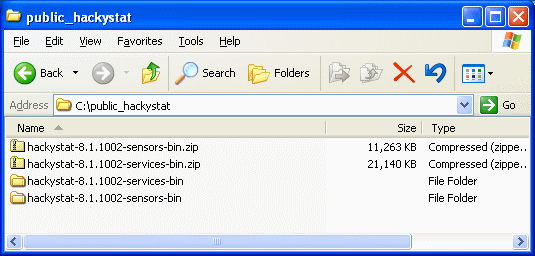 public_hackystat
File Edit View Favorites Tools Help
Back Search Folders
Address C:\public_hackystat Go
Name Size Type
hackystat-8.1.1002-sensors-bin.zip 11,263 KB Compressed (zippe...
hackystat-8.1.1002-services-bin.zip 21,140 KB Compressed (zippe...
hackystat-8.1.1002-services-bin File Folder
hackystat-8.1.1002-sensors-bin File Folder